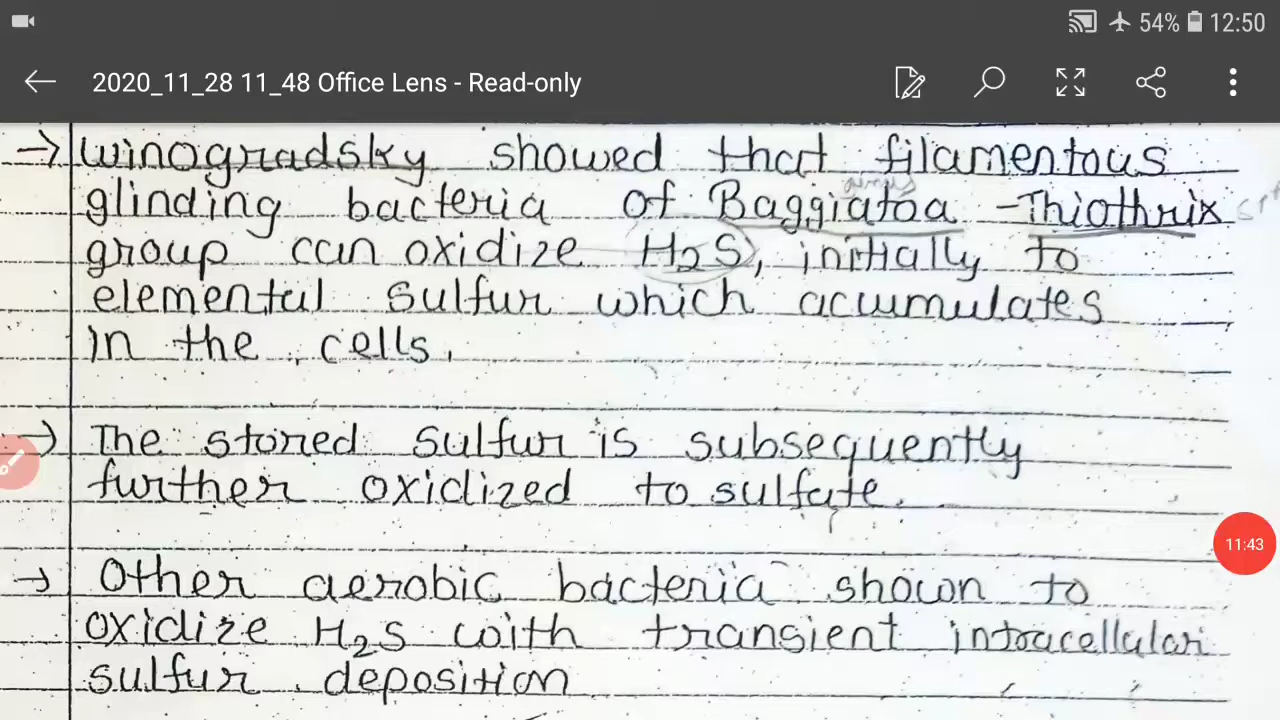 54% 12:50
2020_11_28 11_48 Office Lens - Read-only
→ Winogradsky showed that filamentous
glinding bacteria of Baggiatoa - Thiothrix
group can oxidize H₂S, initially to
elemental sulfur which acumulates
in the cells.
→ The stored sulfur is subsequently
further oxidized to sulfate.
11:43
→ Other aerobic bacteria shown to
oxidize H₂S with transient intracellular
sulfur deposition